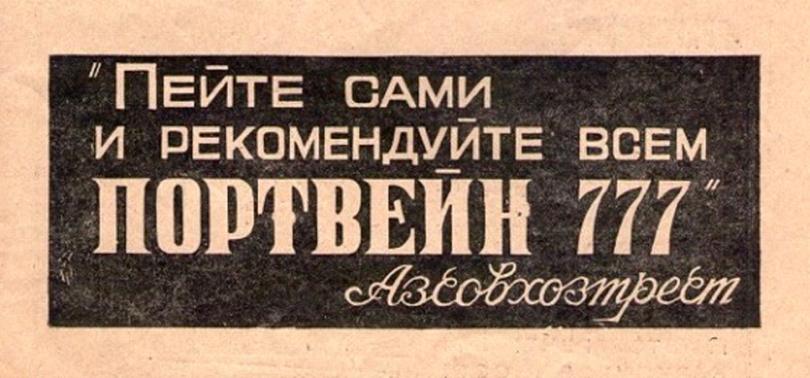 "Пейте сами
и рекомендуйте всем
ПОРТВЕЙН 777"
Азсовхозтрест